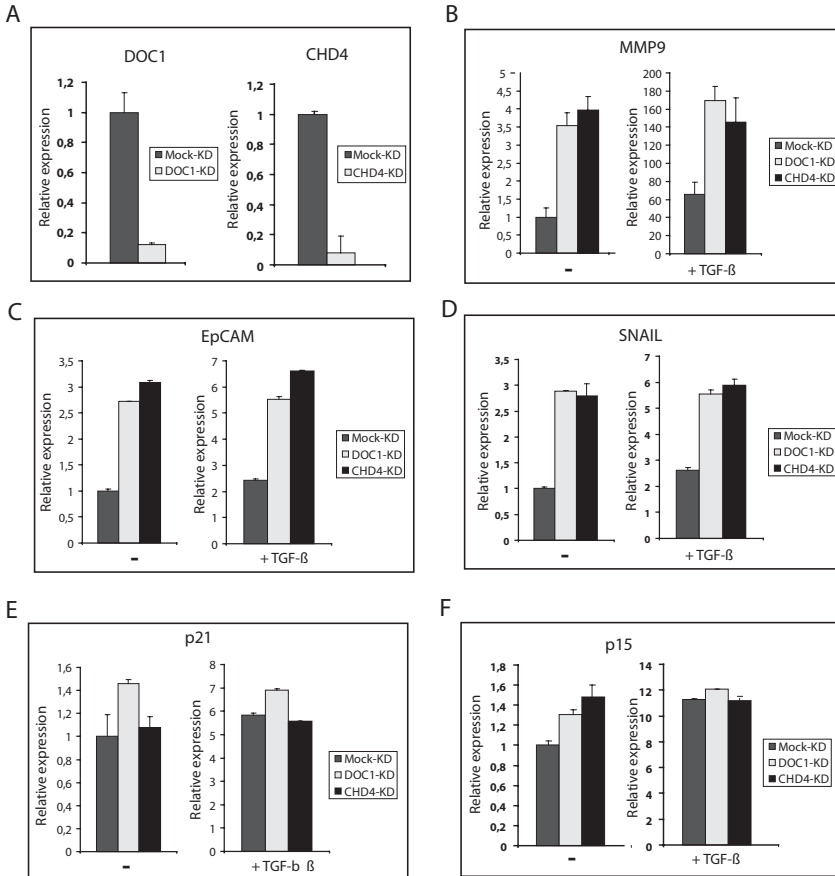 A
DOC1
CHD4
Relative expression
1,2
1
0,8
0,6
0,4
0,2
0
Mock-KD
DOC1-KD
Relative expression
1,2
1
0,8
0,6
0,4
0,2
0
Mock-KD
CHD4-KD
B
MMP9
Relative expression
5
4,5
4
3,5
3
2,5
2
1,5
1
0,5
0
-
200
180
160
140
120
100
80
60
40
20
0
+ TGF-ß
Mock-KD
DOC1-KD
CHD4-KD
C
EpCAM
Relative expression
3,5
3
2,5
2
1,5
1
0,5
0
-
Relative expression
7
6
5
4
3
2
1
0
+ TGF-ß
Mock-KD
DOC1-KD
CHD4-KD
D
SNAIL
Relative expression
3,5
3
2,5
2
1,5
1
0,5
0
-
Relative expression
7
6
5
4
3
2
1
0
+ TGF-ß
Mock-KD
DOC1-KD
CHD4-KD
E
p21
Relative expression
1,6
1,4
1,2
1
0,8
0,6
0,4
0,2
0
-
Relative expression
8
7
6
5
4
3
2
1
0
+ TGF-b ß
Mock-KD
DOC1-KD
CHD4-KD
F
p15
Relative expression
1,8
1,6
1,4
1,2
1
0,8
0,6
0,4
0,2
0
-
Relative expression
14
12
10
8
6
4
2
0
+ TGF-ß
Mock-KD
DOC1-KD
CHD4-KD